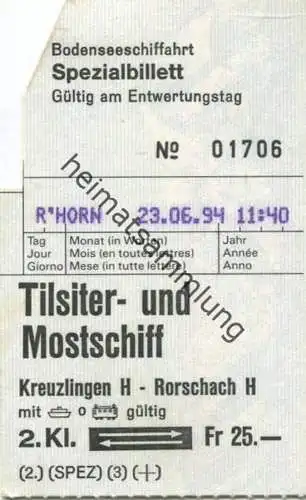 Bodenseeschiffahrt
Spezialbillett
Gültig am Entwertungstag
№ 01706
R'HORN 23.06.94 11:40
Tag Monat (in Worten) Jahr
Jour Mois (en toutes lettres) Année
Giorno Mese (in tutte lettere) Anno
Tilsiter- und
Mostschiff
Kreuzlingen H - Rorschach H
mit o gültig
2. Kl. Fr 25.—
(2.) (SPEZ) (3) (-/-)
heimatsammlung